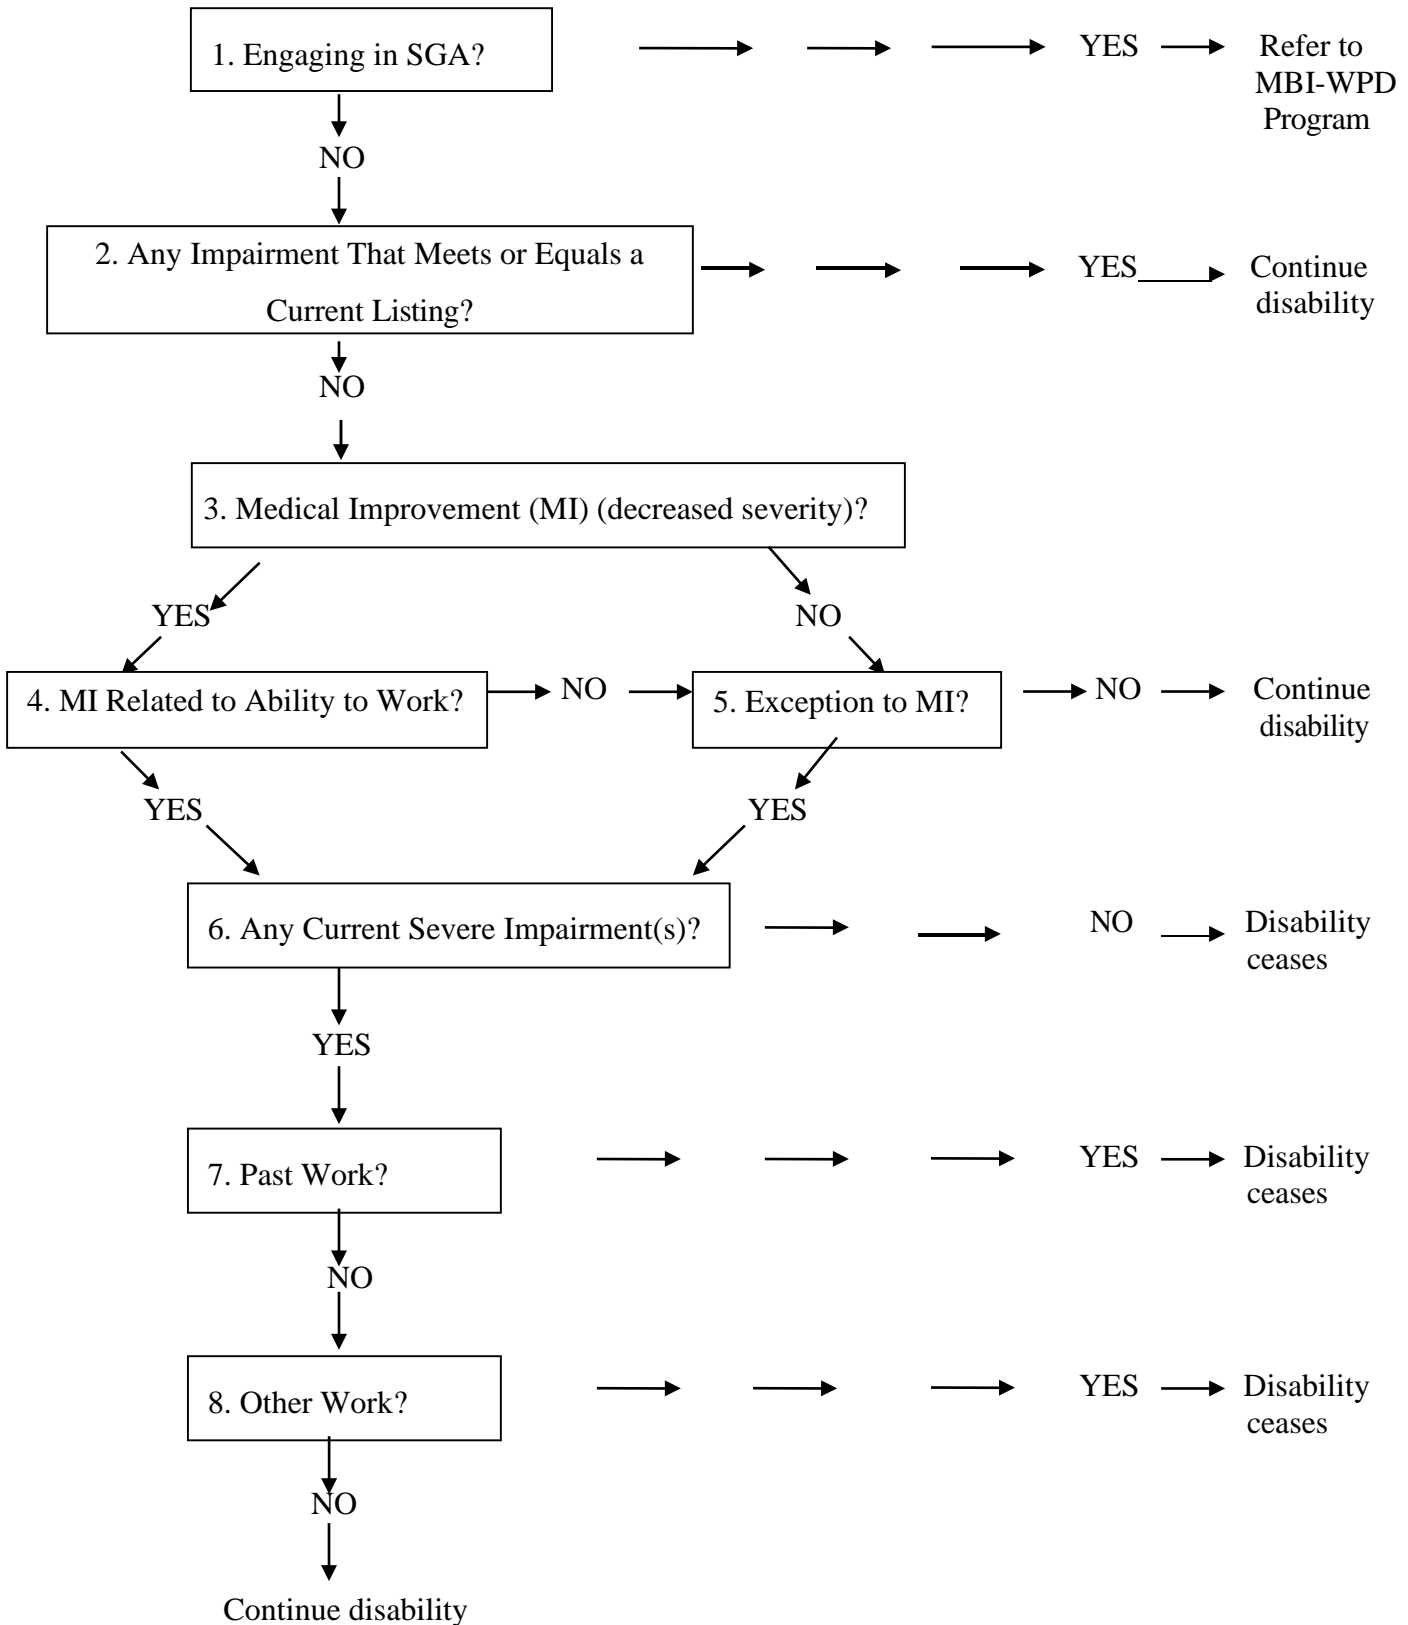 1. Engaging in SGA?
YES
Refer to
MBI-WPD
Program
NO
2. Any Impairment That Meets or Equals a
Current Listing?
YES
Continue
disability
NO
3. Medical Improvement (MI) (decreased severity)?
YES
NO
4. MI Related to Ability to Work?
NO
5. Exception to MI?
NO
Continue
disability
YES
YES
6. Any Current Severe Impairment(s)?
NO
Disability
ceases
YES
7. Past Work?
YES
Disability
ceases
NO
8. Other Work?
YES
Disability
ceases
NO
Continue disability